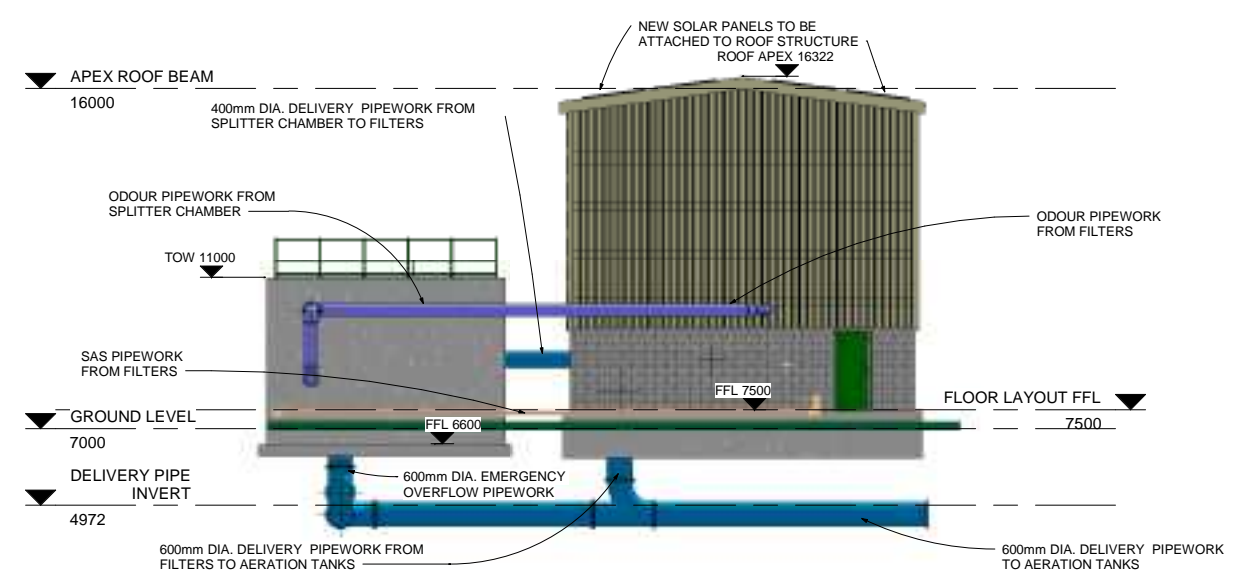 NEW SOLAR PANELS TO BE
ATTACHED TO ROOF STRUCTURE
ROOF APEX 16322
APEX ROOF BEAM
16000
400mm DIA. DELIVERY PIPEWORK FROM
SPLITTER CHAMBER TO FILTERS
ODOUR PIPEWORK FROM
SPLITTER CHAMBER
ODOUR PIPEWORK
FROM FILTERS
TOW 11000
SAS PIPEWORK
FROM FILTERS
FFL 7500
FLOOR LAYOUT FFL
7500
GROUND LEVEL
7000
FFL 6600
DELIVERY PIPE
INVERT
4972
600mm DIA. EMERGENCY
OVERFLOW PIPEWORK
600mm DIA. DELIVERY PIPEWORK FROM
FILTERS TO AERATION TANKS
600mm DIA. DELIVERY PIPEWORK
TO AERATION TANKS